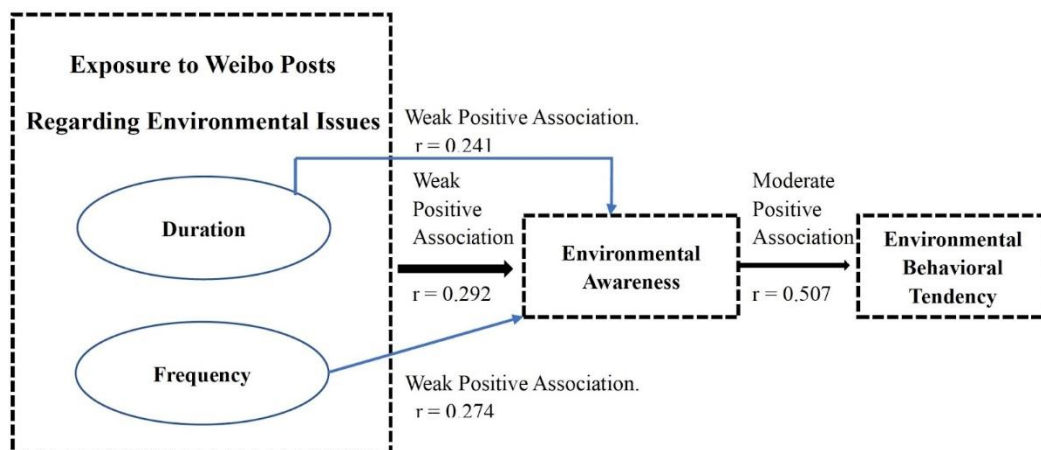 Exposure to Weibo Posts
Regarding Environmental Issues
Duration
Frequency
Weak Positive Association.
r = 0.241
Weak
Positive
Association
r = 0.292
Weak Positive Association.
r = 0.274
Environmental
Awareness
Moderate
Positive
Association
r = 0.507
Environmental
Behavioral
Tendency